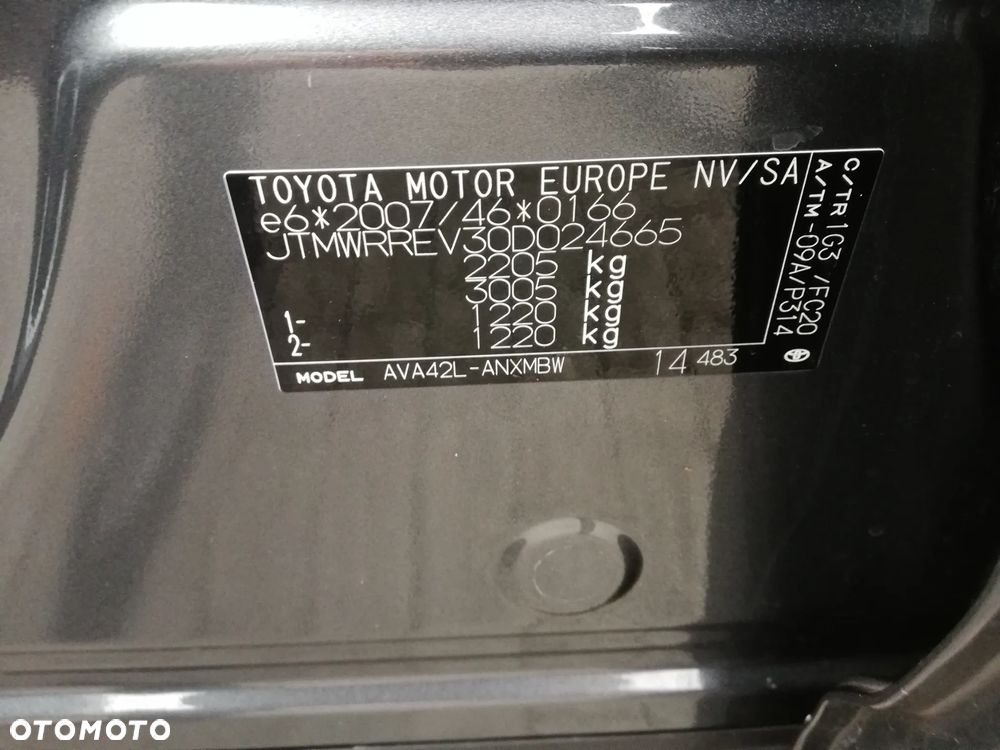 TOYOTA MOTOR EUROPE NV/SA
e6*2007/46*0166
JTMWRREV30D024665
2205 kg
3005 kg
1- 1220 kg
2- 1220 kg
MODEL AVA42L-ANXMBW 14 483
C/TR1G3 /FC20
A/TM-09A/P314
OTOMOTO